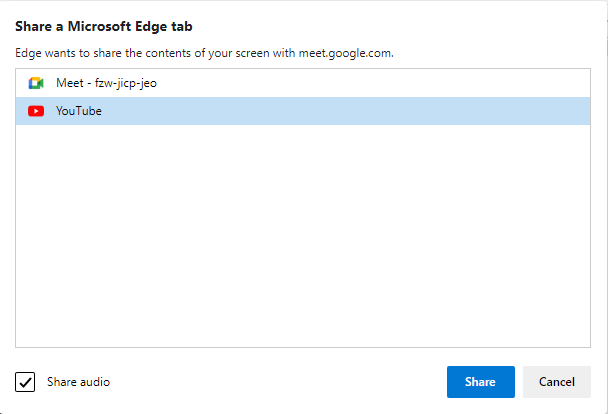 Share a Microsoft Edge tab
Edge wants to share the contents of your screen with meet.google.com.
Meet - fzw-jicp-jeo
YouTube
Share audio
Share
Cancel